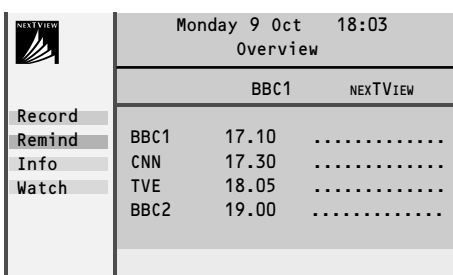 NEXTVIEW
Monday 9 Oct 18:03
Overview
BBC1 NEXTVIEW
Record
Remind
Info
Watch
BBC1 17.10 .............
CNN 17.30 .............
TVE 18.05 .............
BBC2 19.00 .............